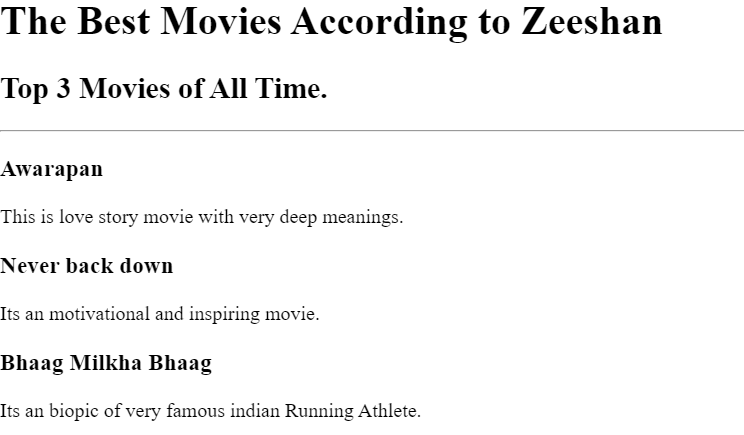 The Best Movies According to Zeeshan
Top 3 Movies of All Time.
Awarapan
This is love story movie with very deep meanings.
Never back down
Its an motivational and inspiring movie.
Bhaag Milkha Bhaag
Its an biopic of very famous indian Running Athlete.